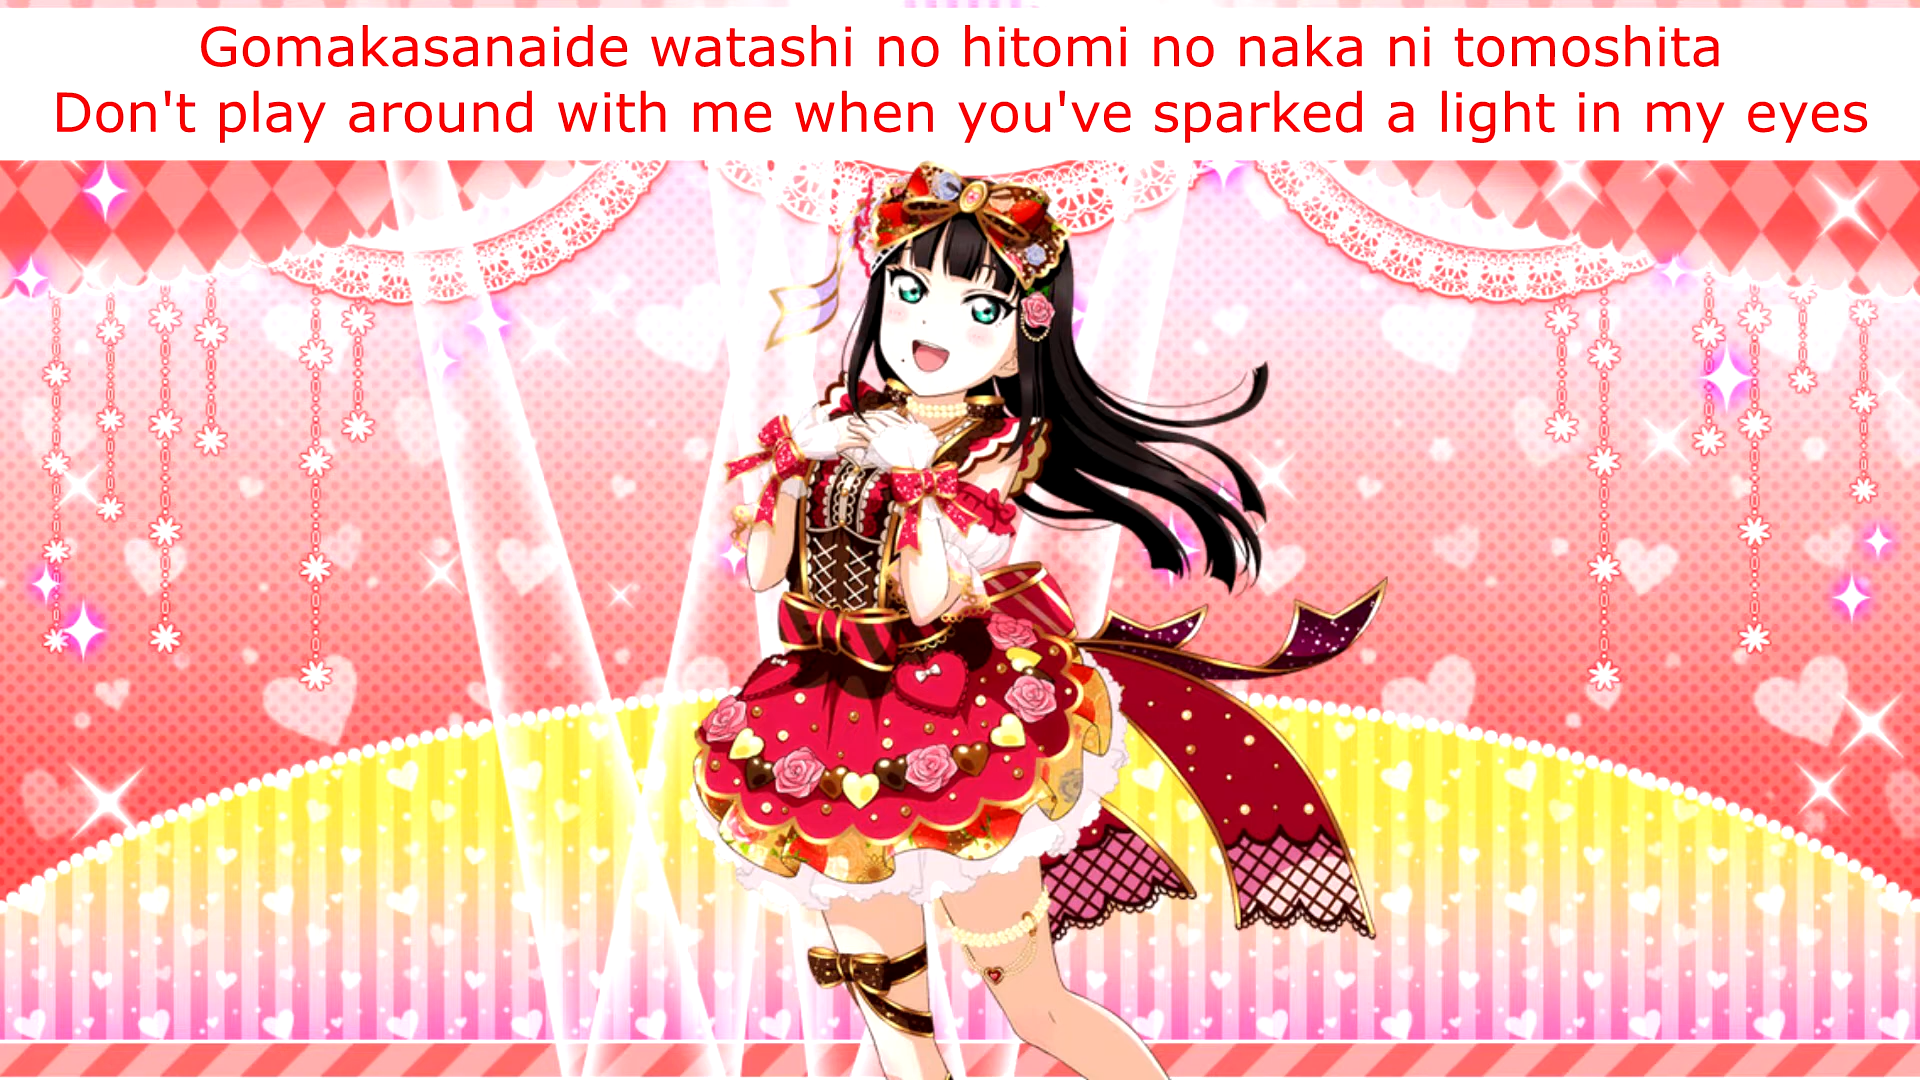 Gomakasanaide watashi no hitomi no naka ni tomoshita
Don't play around with me when you've sparked a light in my eyes